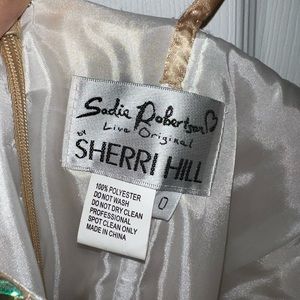 Sadie Robertson
Live Original
by
SHERRI HILL
0
100% POLYESTER
DO NOT WASH
DO NOT DRY CLEAN
PROFESSIONAL
SPOT CLEAN ONLY
MADE IN CHINA